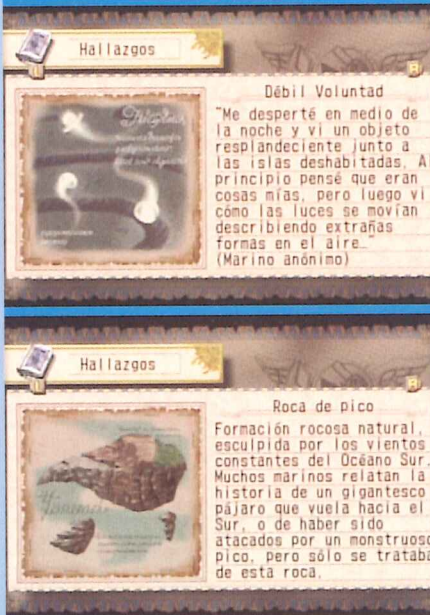 Hallazgos
Débil Voluntad
"Me desperté en medio de
la noche y vi un objeto
resplandeciente junto a
las islas deshabitadas. Al
principio pensé que eran
cosas mías, pero luego vi
cómo las luces se movían
describiendo extrañas
formas en el aire…"
(Marino anónimo)
Hallazgos
Roca de pico
Formación rocosa natural,
esculpida por los vientos
constantes del Océano Sur.
Muchos marinos relatan la
historia de un gigantesco
pájaro que vuela hacia el
Sur, o de haber sido
atacados por un monstruoso
pico, pero sólo se trataba
de esta roca.